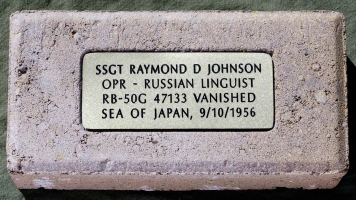 SSGT RAYMOND D JOHNSON
OPR - RUSSIAN LINGUIST
RB-50G 47133 VANISHED
SEA OF JAPAN, 9/10/1956